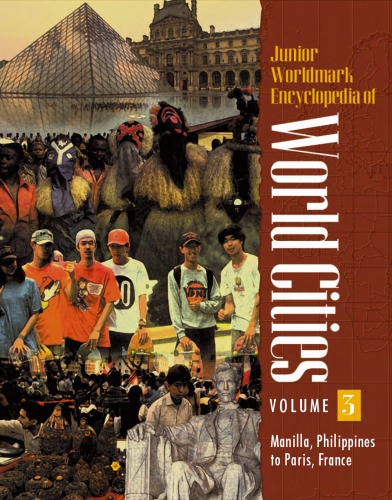 Junior
Worldmark
Encyclopedia of
World Cities
VOLUME 3
Manilla, Philippines
to Paris, France